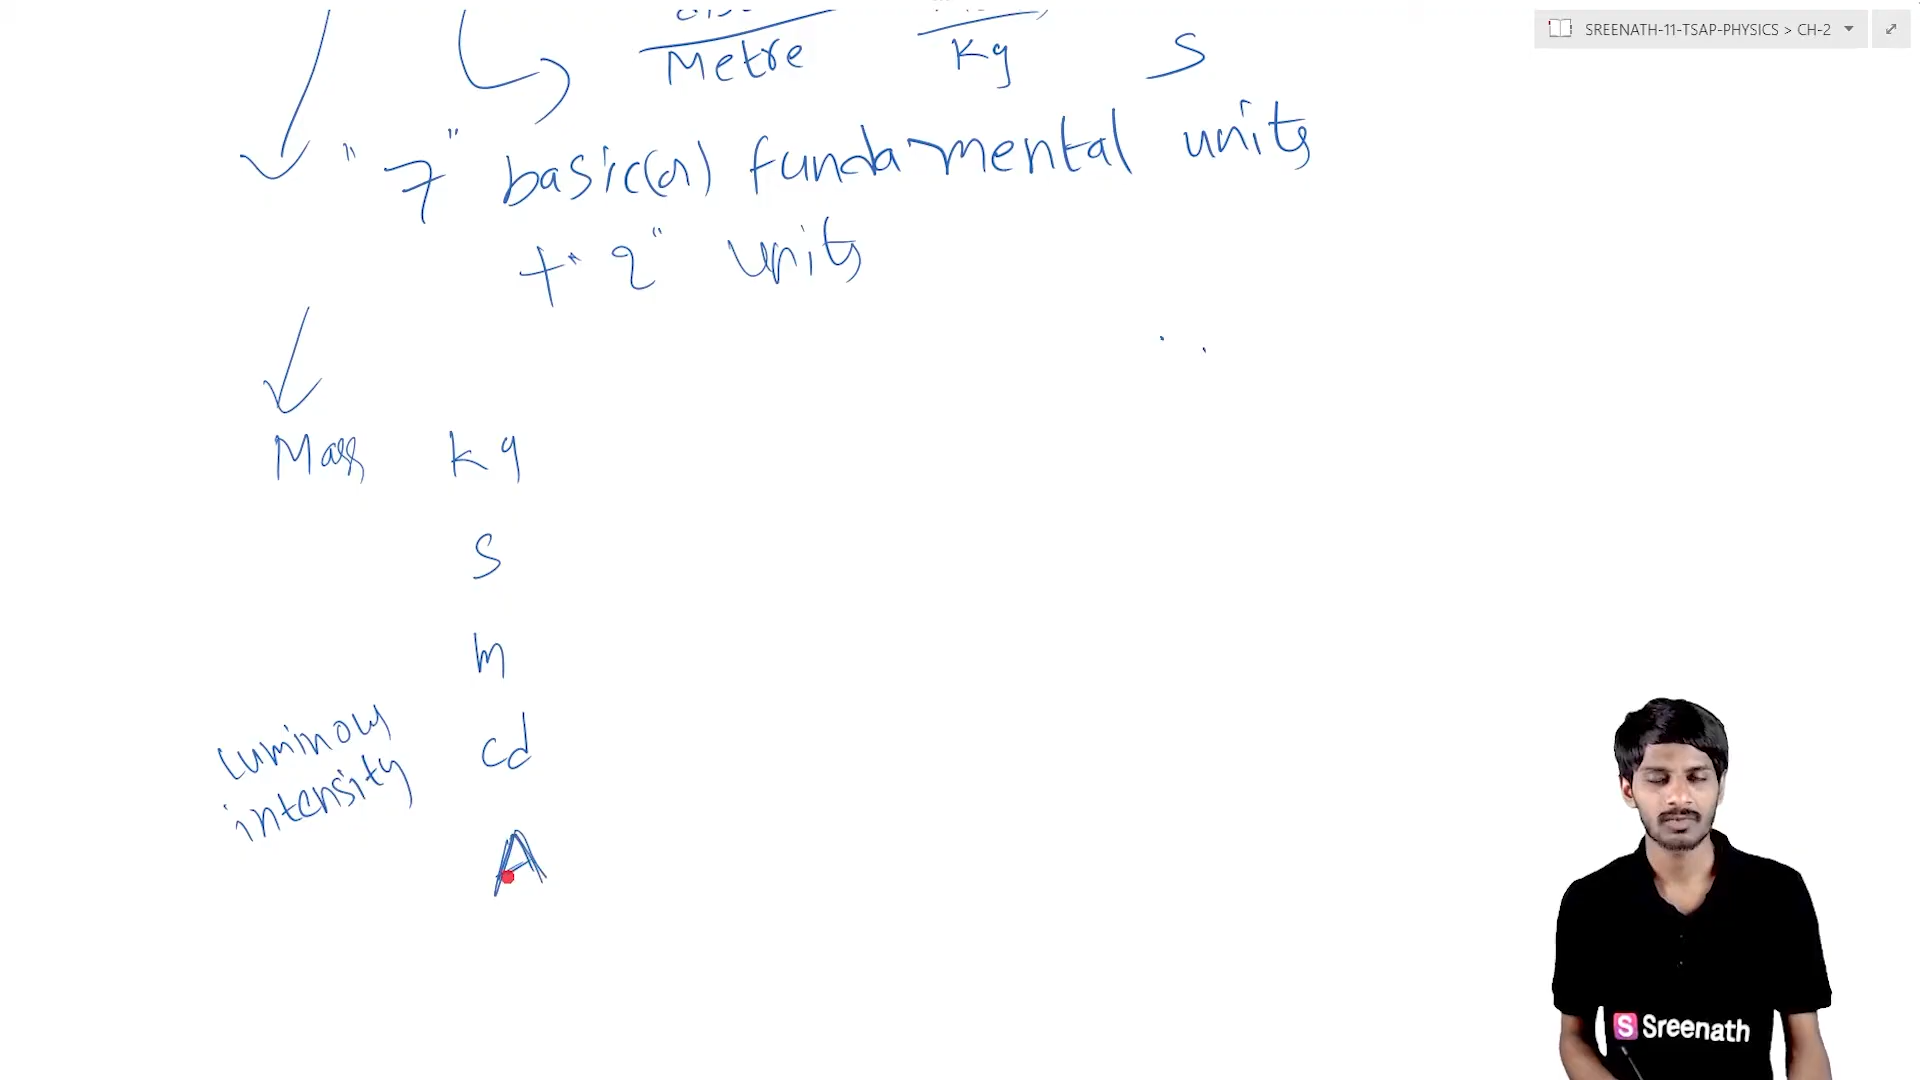 SREENATH-11-TSAP-PHYSICS > CH-2
Metre Kg S
"7" basic(or) fundamental units
+ "2" units
Mass kg
s
m
Luminous cd
intensity
A
S Sreenath